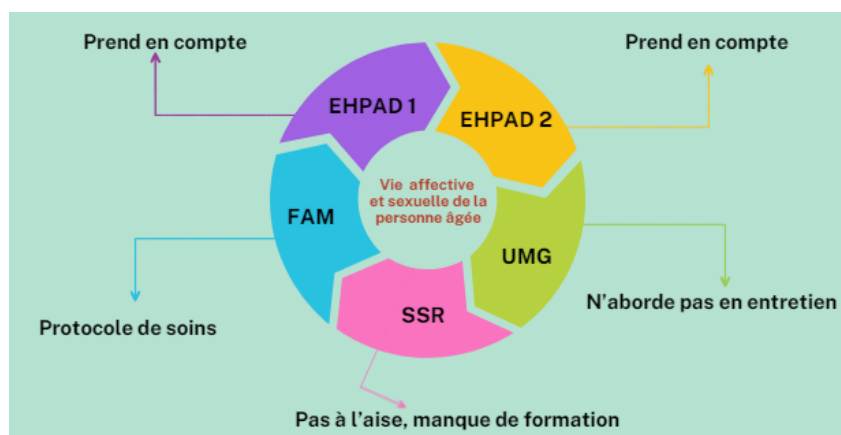 Prend en compte
Prend en compte
EHPAD 1
EHPAD 2
Vie affective
et sexuelle de la
personne âgée
FAM
UMG
SSR
N'aborde pas en entretien
Protocole de soins
Pas à l'aise, manque de formation